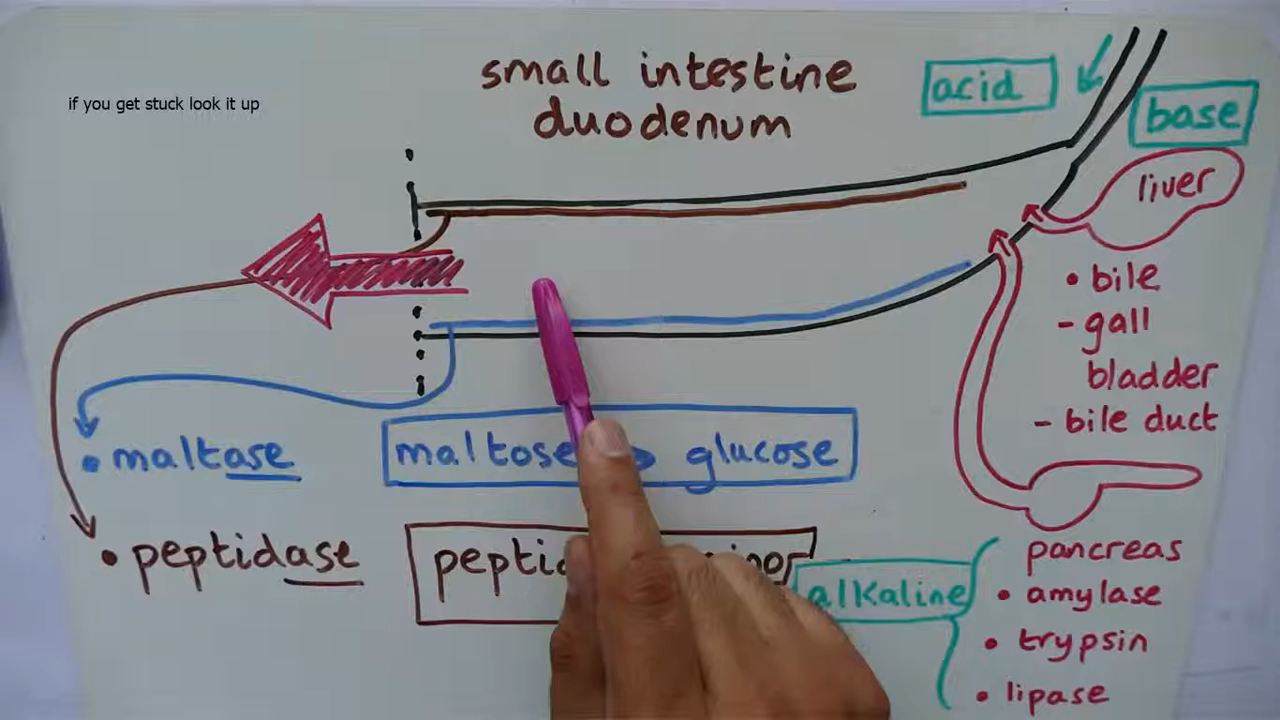 if you get stuck look it up
small intestine
duodenum
acid
base
liver
• bile
- gall
bladder
- bile duct
• maltase
maltose glucose
• peptidase
alkaline
pancreas
• amylase
• trypsin
• lipase